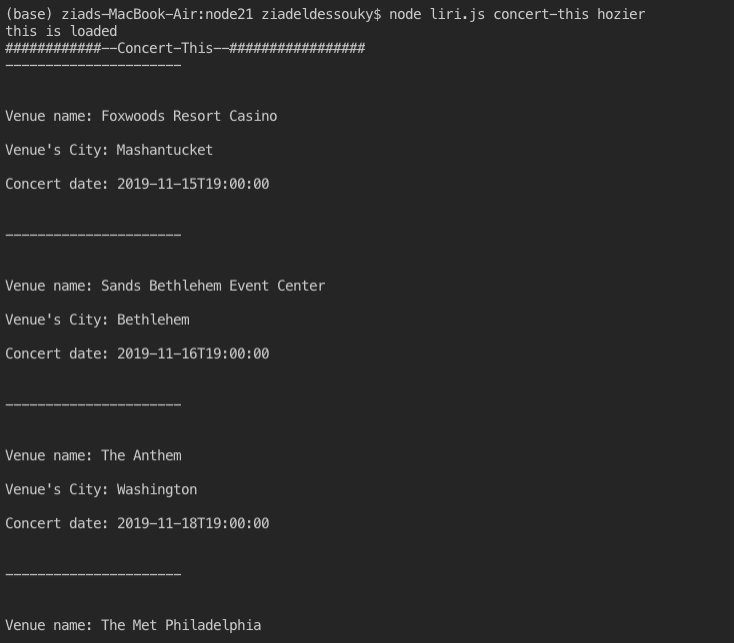 (base) ziads-MacBook-Air:node21 ziadeldessouky$ node liri.js concert-this hozier
this is loaded
############--Concert-This--#################
----------------------
Venue name: Foxwoods Resort Casino
Venue's City: Mashantucket
Concert date: 2019-11-15T19:00:00
----------------------
Venue name: Sands Bethlehem Event Center
Venue's City: Bethlehem
Concert date: 2019-11-16T19:00:00
----------------------
Venue name: The Anthem
Venue's City: Washington
Concert date: 2019-11-18T19:00:00
----------------------
Venue name: The Met Philadelphia